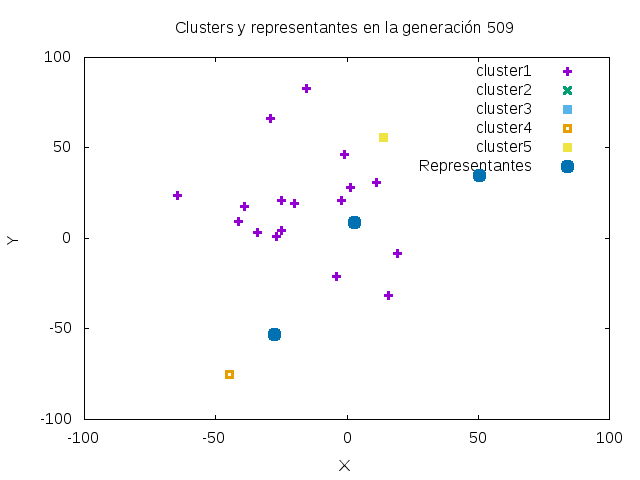 Clusters y representantes en la generación 509
cluster1
cluster2
cluster3
cluster4
cluster5
Representantes
100
50
0
-50
-100
Y
-100
-50
0
50
100
X